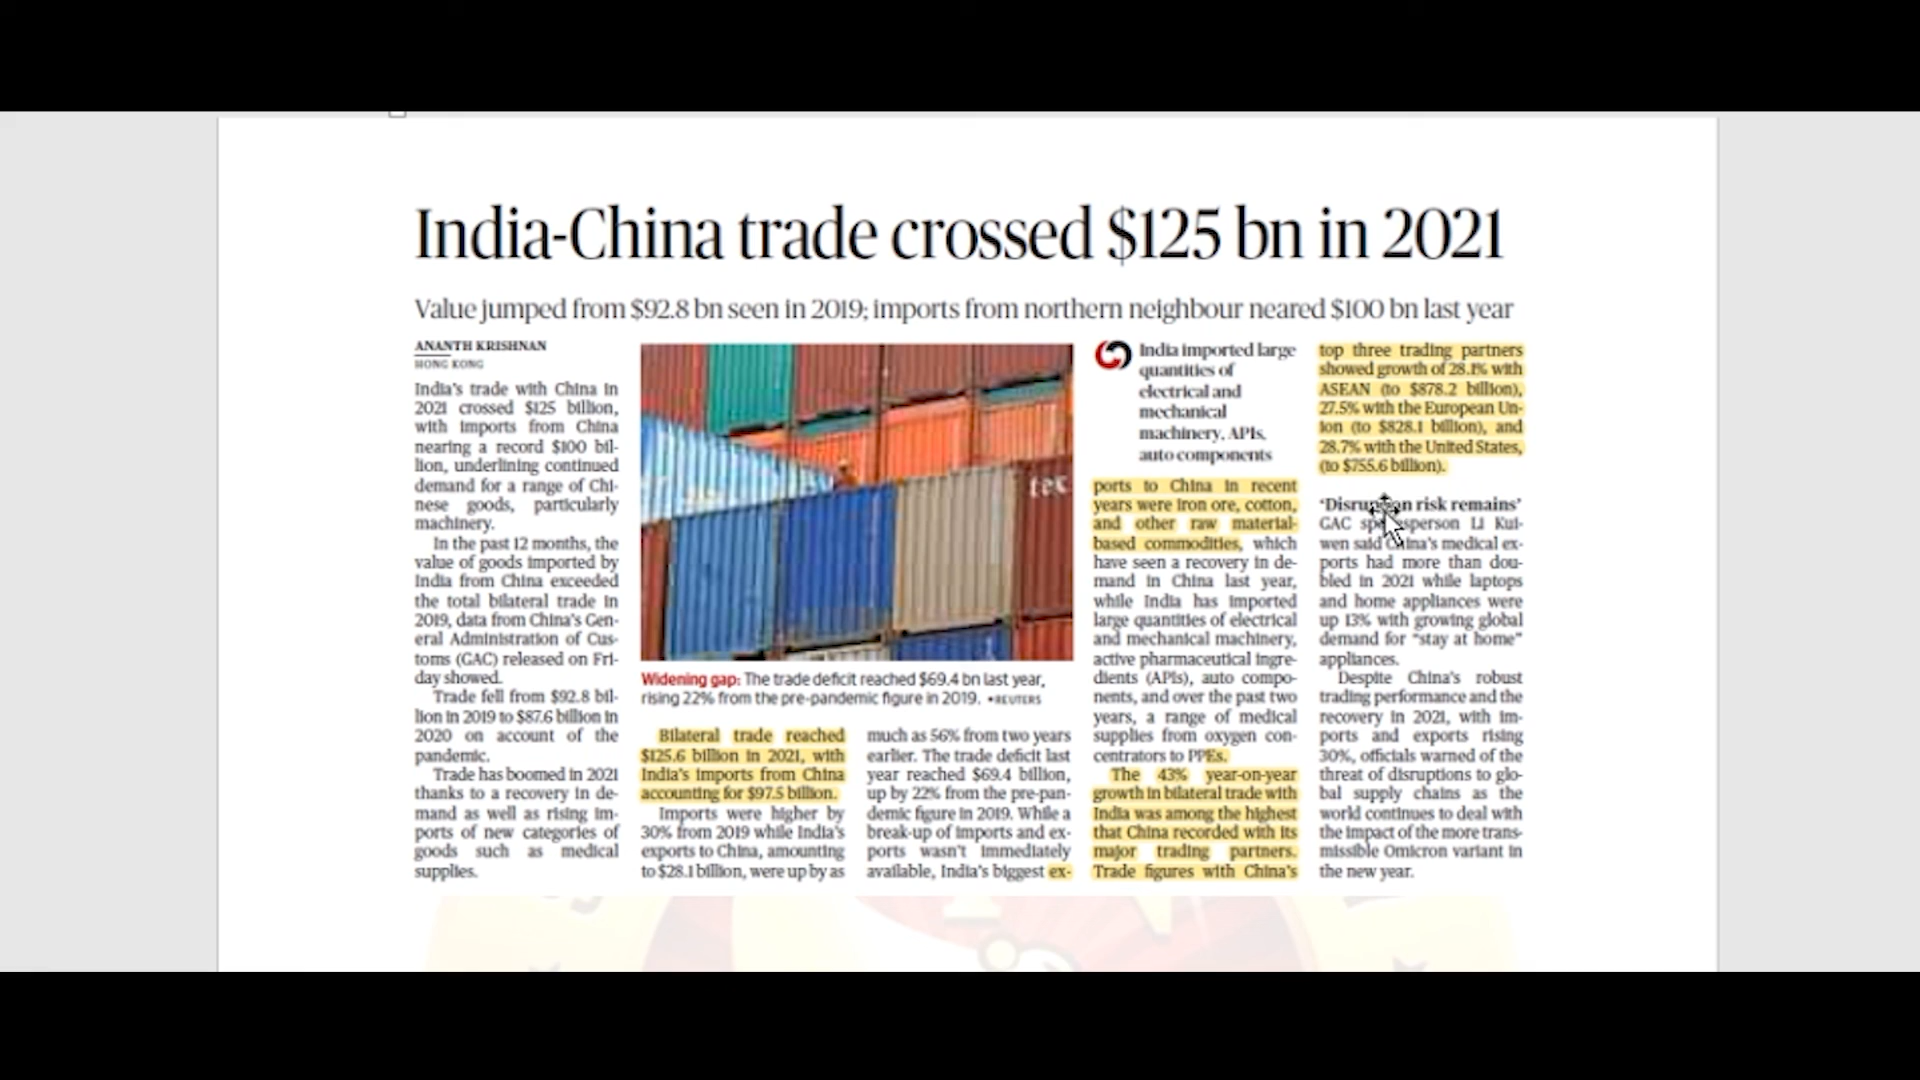 India-China trade crossed $125 bn in 2021
Value jumped from $92.8 bn seen in 2019; imports from northern neighbour neared $100 bn last year
ANANTH KRISHNAN
HONG KONG
India's trade with China in
2021 crossed $125 billion,
with imports from China
nearing a record $100 bil-
lion, underlining continued
demand for a range of Chi-
nese goods, particularly
machinery.
In the past 12 months, the
value of goods imported by
India from China exceeded
the total bilateral trade in
2019, data from China's Gen-
eral Administration of Cus-
toms (GAC) released on Fri-
day showed.
Trade fell from $92.8 bil-
lion in 2019 to $87.6 billion in
2020 on account of the
pandemic.
Trade has boomed in 2021
thanks to a recovery in de-
mand as well as rising im-
ports of new categories of
goods such as medical
supplies.
tex
Widening gap: The trade deficit reached $69.4 bn last year,
rising 22% from the pre-pandemic figure in 2019. •REUTERS
Bilateral trade reached
$125.6 billion in 2021, with
India's imports from China
accounting for $97.5 billion.
Imports were higher by
30% from 2019 while India's
exports to China, amounting
to $28.1 billion, were up by as
much as 56% from two years
earlier. The trade deficit last
year reached $69.4 billion,
up by 22% from the pre-pan-
demic figure in 2019. While a
break-up of imports and ex-
ports wasn't immediately
available, India's biggest ex-
India imported large
quantities of
electrical and
mechanical
machinery, APIs,
auto components
ports to China in recent
years were iron ore, cotton,
and other raw material-
based commodities, which
have seen a recovery in de-
mand in China last year,
while India has imported
large quantities of electrical
and mechanical machinery,
active pharmaceutical ingre-
dients (APIs), auto compo-
nents, and over the past two
years, a range of medical
supplies from oxygen con-
centrators to PPEs.
The 43% year-on-year
growth in bilateral trade with
India was among the highest
that China recorded with its
major trading partners.
Trade figures with China's
top three trading partners
showed growth of 28.1% with
ASEAN (to $878.2 billion),
27.5% with the European Un-
ion (to $828.1 billion), and
28.7% with the United States,
(to $755.6 billion).
'Disruption risk remains'
GAC spokesperson Li Kui-
wen said China's medical ex-
ports had more than dou-
bled in 2021 while laptops
and home appliances were
up 13% with growing global
demand for "stay at home"
appliances.
Despite China's robust
trading performance and the
recovery in 2021, with im-
ports and exports rising
30%, officials warned of the
threat of disruptions to glo-
bal supply chains as the
world continues to deal with
the impact of the more trans-
missible Omicron variant in
the new year.